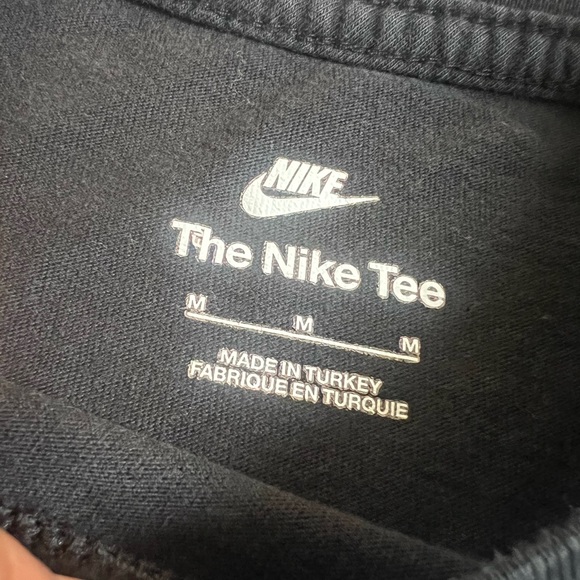 NIKE
The Nike Tee
M M M
MADE IN TURKEY
FABRIQUE EN TURQUIE